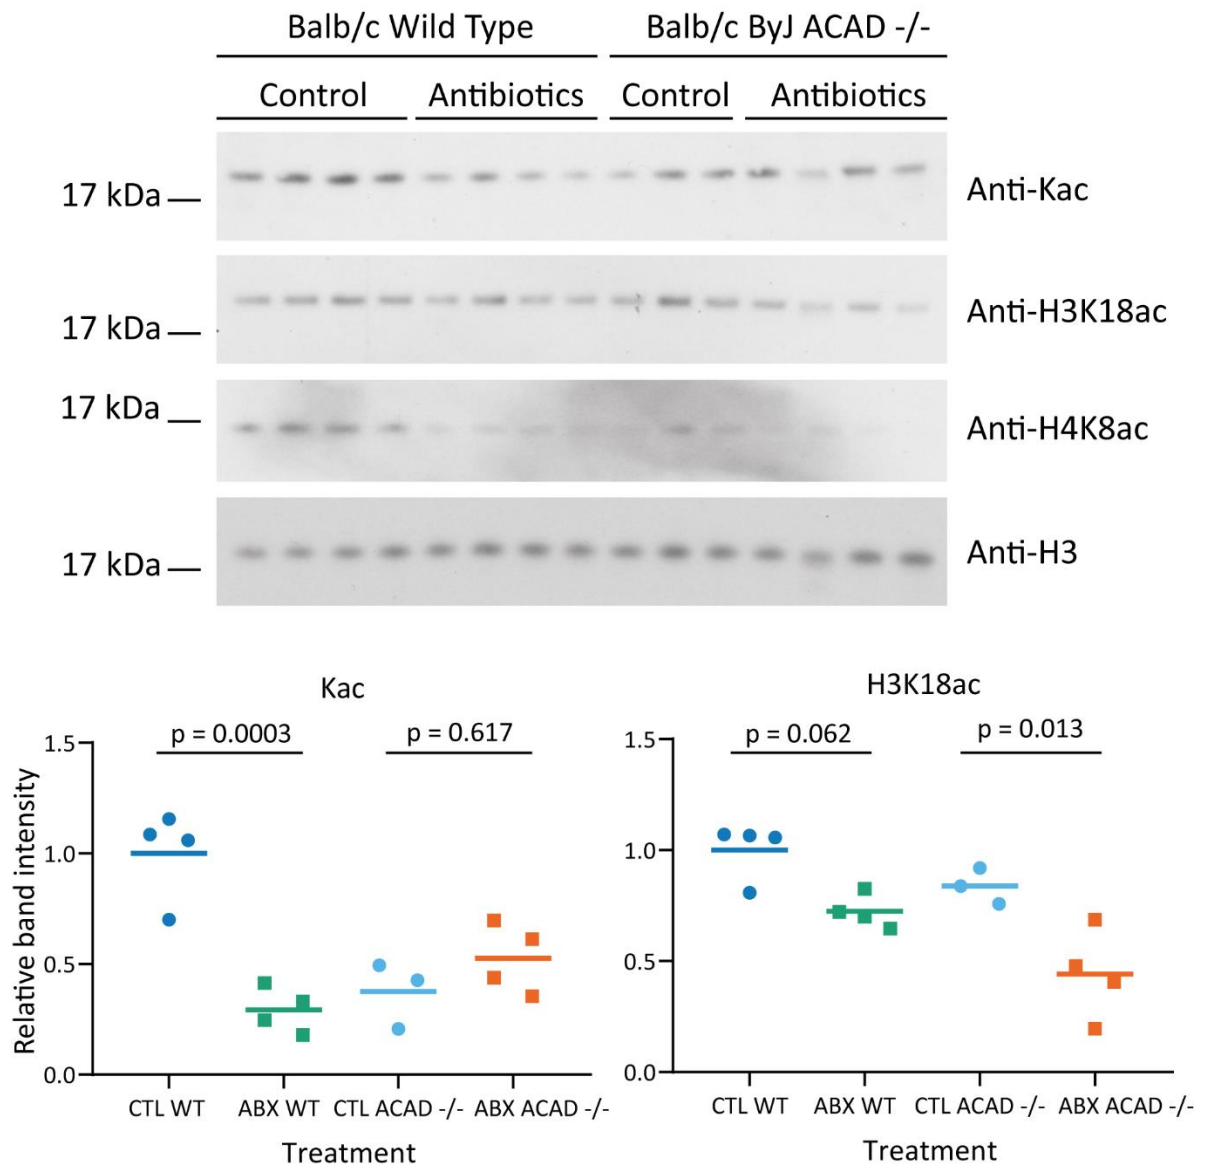 Balb/c Wild Type Balb/c ByJ ACAD -/-
Control Antibiotics Control Antibiotics
17 kDa Anti-Kac
17 kDa Anti-H3K18ac
17 kDa Anti-H4K8ac
17 kDa Anti-H3
Kac
p = 0.0003 p = 0.617
1.5
1.0
0.5
0.0
Relative band intensity
CTL WT ABX WT CTL ACAD -/- ABX ACAD -/-
Treatment
H3K18ac
p = 0.062 p = 0.013
1.5
1.0
0.5
0.0
CTL WT ABX WT CTL ACAD -/- ABX ACAD -/-
Treatment